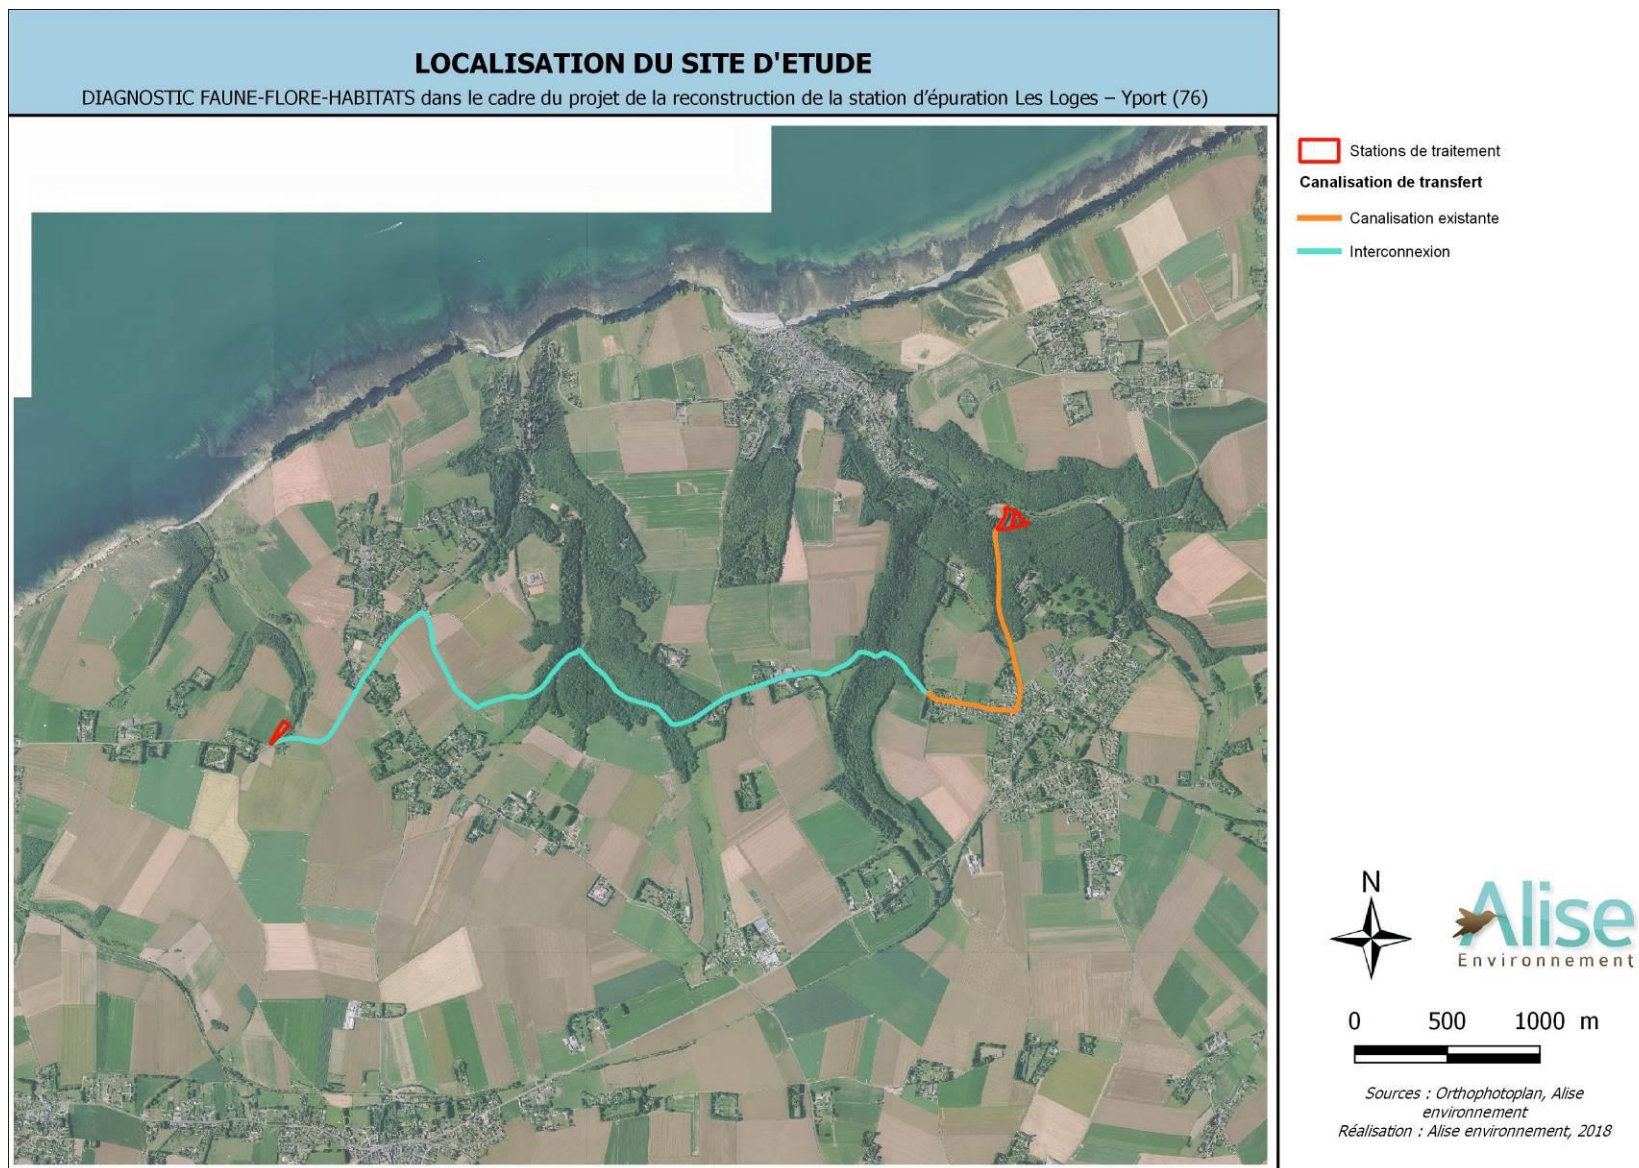 LOCALISATION DU SITE D'ETUDE
DIAGNOSTIC FAUNE-FLORE-HABITATS dans le cadre du projet de la reconstruction de la station d'épuration Les Loges – Yport (76)
Stations de traitement
Canalisation de transfert
Canalisation existante
Interconnexion
N
Alise
Environnement
0 500 1000 m
Sources : Orthophotoplan, Alise
environnement
Réalisation : Alise environnement, 2018